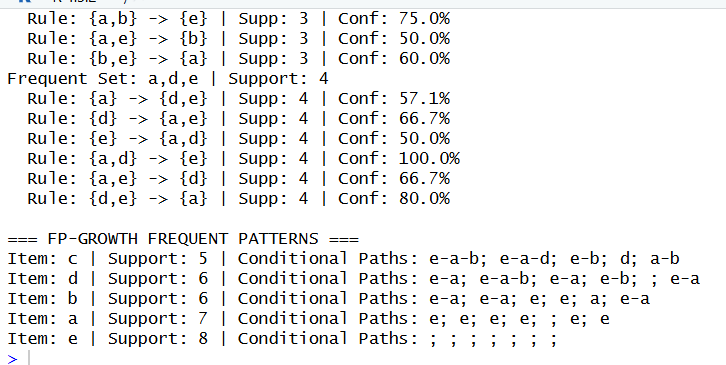 Rule: {a,b} -> {e} | Supp: 3 | Conf: 75.0%
Rule: {a,e} -> {b} | Supp: 3 | Conf: 50.0%
Rule: {b,e} -> {a} | Supp: 3 | Conf: 60.0%
Frequent Set: a,d,e | Support: 4
Rule: {a} -> {d,e} | Supp: 4 | Conf: 57.1%
Rule: {d} -> {a,e} | Supp: 4 | Conf: 66.7%
Rule: {e} -> {a,d} | Supp: 4 | Conf: 50.0%
Rule: {a,d} -> {e} | Supp: 4 | Conf: 100.0%
Rule: {a,e} -> {d} | Supp: 4 | Conf: 66.7%
Rule: {d,e} -> {a} | Supp: 4 | Conf: 80.0%
=== FP-GROWTH FREQUENT PATTERNS ===
Item: c | Support: 5 | Conditional Paths: e-a-b; e-a-d; e-b; d; a-b
Item: d | Support: 6 | Conditional Paths: e-a; e-a-b; e-a; e-b; ; e-a
Item: b | Support: 6 | Conditional Paths: e-a; e-a; e; e; a; e-a
Item: a | Support: 7 | Conditional Paths: e; e; e; e; ; e; e
Item: e | Support: 8 | Conditional Paths: ; ; ; ; ; ; ;
>